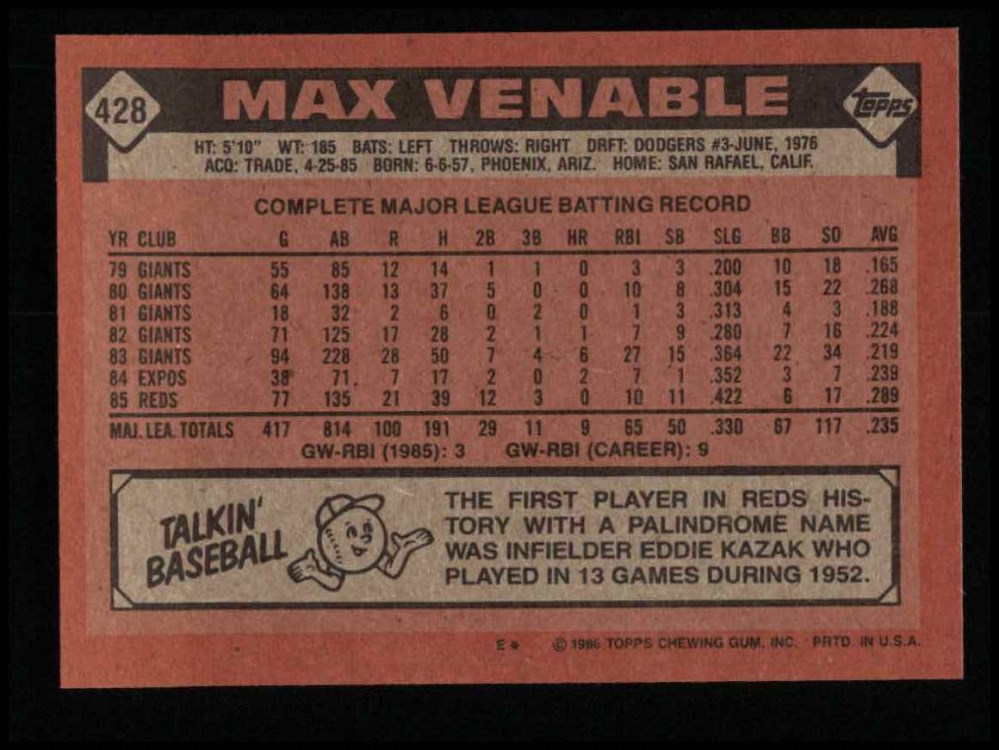 428
MAX VENABLE
Topps
HT: 5'10" WT: 185 BATS: LEFT THROWS: RIGHT DRFT: DODGERS #3-JUNE, 1976
ACQ: TRADE, 4-25-85 BORN: 6-6-57, PHOENIX, ARIZ. HOME: SAN RAFAEL, CALIF.
COMPLETE MAJOR LEAGUE BATTING RECORD
YR CLUB G AB R H 2B 3B HR RBI SB SLG BB SO AVG
79 GIANTS 55 85 12 14 1 1 0 3 3 .200 10 18 .165
80 GIANTS 64 138 13 37 5 0 0 10 8 .304 15 22 .268
81 GIANTS 18 32 2 6 0 2 0 1 3 .313 4 3 .188
82 GIANTS 71 125 17 28 2 1 1 7 9 .280 7 16 .224
83 GIANTS 94 228 28 50 7 4 6 27 15 .364 22 34 .219
84 EXPOS 38 71 7 17 2 0 2 7 1 .352 3 7 .239
85 REDS 77 135 21 39 12 3 0 10 11 .422 6 17 .289
MAJ. LEA. TOTALS 417 814 100 191 29 11 9 65 50 .330 67 117 .235
GW-RBI (1985): 3 GW-RBI (CAREER): 9
TALKIN'
BASEBALL
THE FIRST PLAYER IN REDS HIS-
TORY WITH A PALINDROME NAME
WAS INFIELDER EDDIE KAZAK WHO
PLAYED IN 13 GAMES DURING 1952.
E* © 1986 TOPPS CHEWING GUM, INC. PRTD. IN U.S.A.